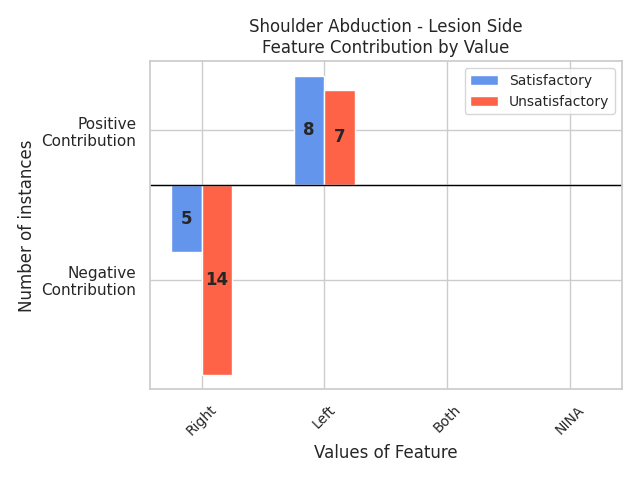 Shoulder Abduction - Lesion Side
Feature Contribution by Value
Satisfactory
Unsatisfactory
Positive
Contribution
Negative
Contribution
Number of instances
8
7
5
14
Right
Left
Both
NINA
Values of Feature